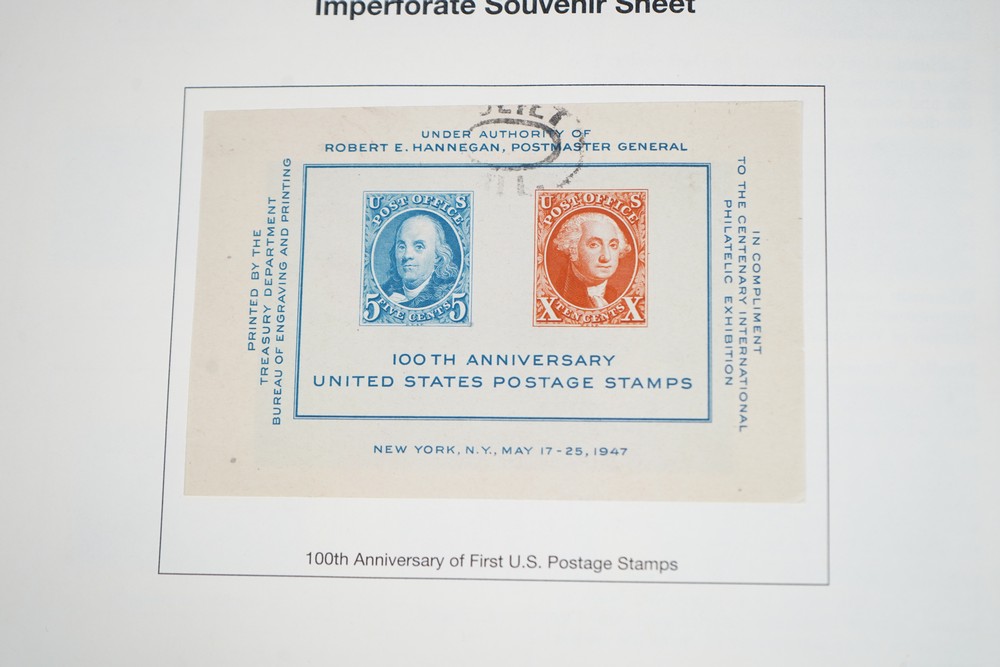 Imperforate Souvenir Sheet
UNDER AUTHORITY OF
ROBERT E. HANNEGAN, POSTMASTER GENERAL
PRINTED BY THE
TREASURY DEPARTMENT
BUREAU OF ENGRAVING AND PRINTING
U S
POST OFFICE
5 5
FIVE CENTS
U S
POST OFFICE
X X
TEN CENTS
IN COMPLIMENT
TO THE CENTENARY INTERNATIONAL
PHILATELIC EXHIBITION
100TH ANNIVERSARY
UNITED STATES POSTAGE STAMPS
NEW YORK, N.Y., MAY 17-25, 1947
100th Anniversary of First U.S. Postage Stamps